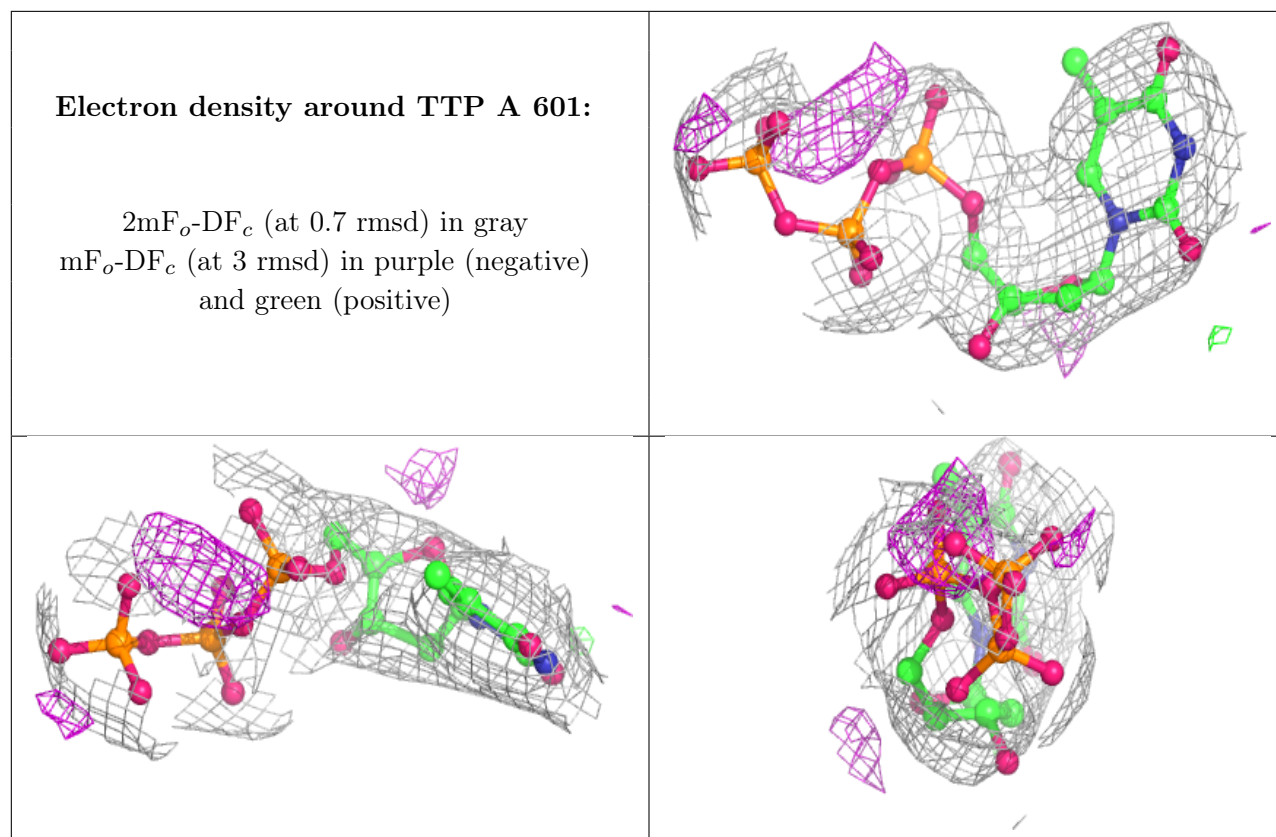 Electron density around TTP A 601:
2mFo-DFc (at 0.7 rmsd) in gray
mFo-DFc (at 3 rmsd) in purple (negative)
and green (positive)